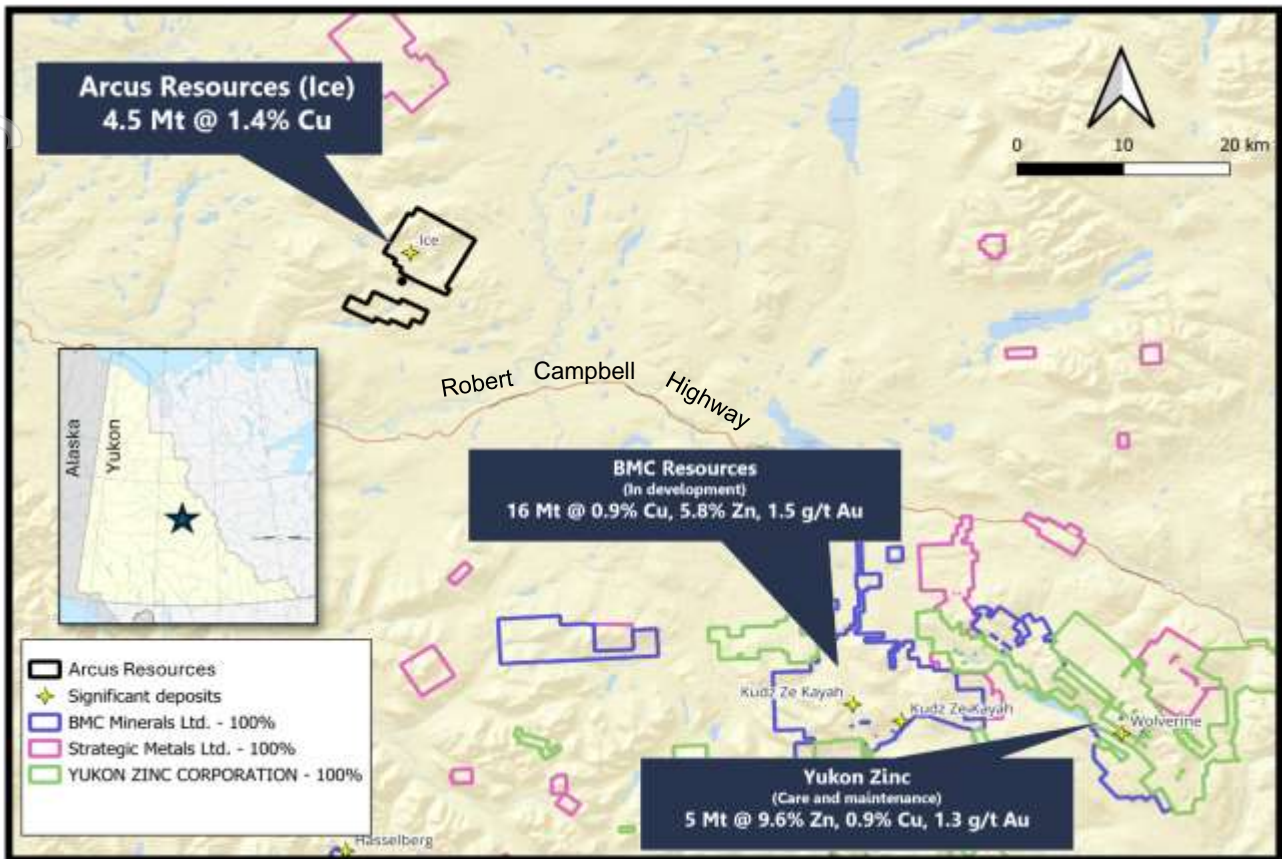 Arcus Resources (Ice)
4.5 Mt @ 1.4% Cu
0 10 20 km
Ice
Robert Campbell Highway
Alaska
Yukon
BMC Resources
(In development)
16 Mt @ 0.9% Cu, 5.8% Zn, 1.5 g/t Au
Arcus Resources
Significant deposits
BMC Minerals Ltd. - 100%
Strategic Metals Ltd. - 100%
YUKON ZINC CORPORATION - 100%
Kudz Ze Kayah
Kudz Ze Kayah
Wolverine
Yukon Zinc
(Care and maintenance)
5 Mt @ 9.6% Zn, 0.9% Cu, 1.3 g/t Au
Hasselberg